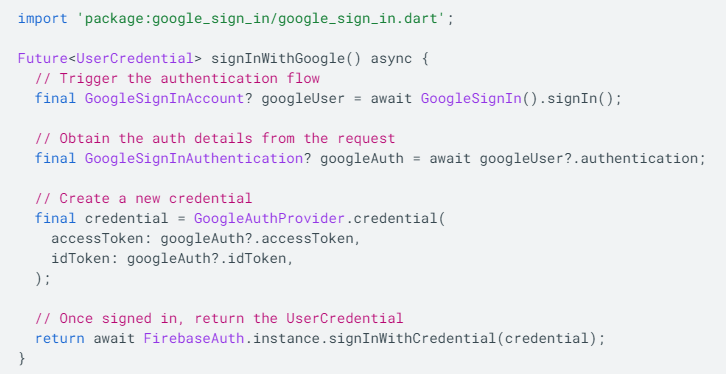 import 'package:google_sign_in/google_sign_in.dart';
Future<UserCredential> signInWithGoogle() async {
// Trigger the authentication flow
final GoogleSignInAccount? googleUser = await GoogleSignIn().signIn();
// Obtain the auth details from the request
final GoogleSignInAuthentication? googleAuth = await googleUser?.authentication;
// Create a new credential
final credential = GoogleAuthProvider.credential(
accessToken: googleAuth?.accessToken,
idToken: googleAuth?.idToken,
);
// Once signed in, return the UserCredential
return await FirebaseAuth.instance.signInWithCredential(credential);
}